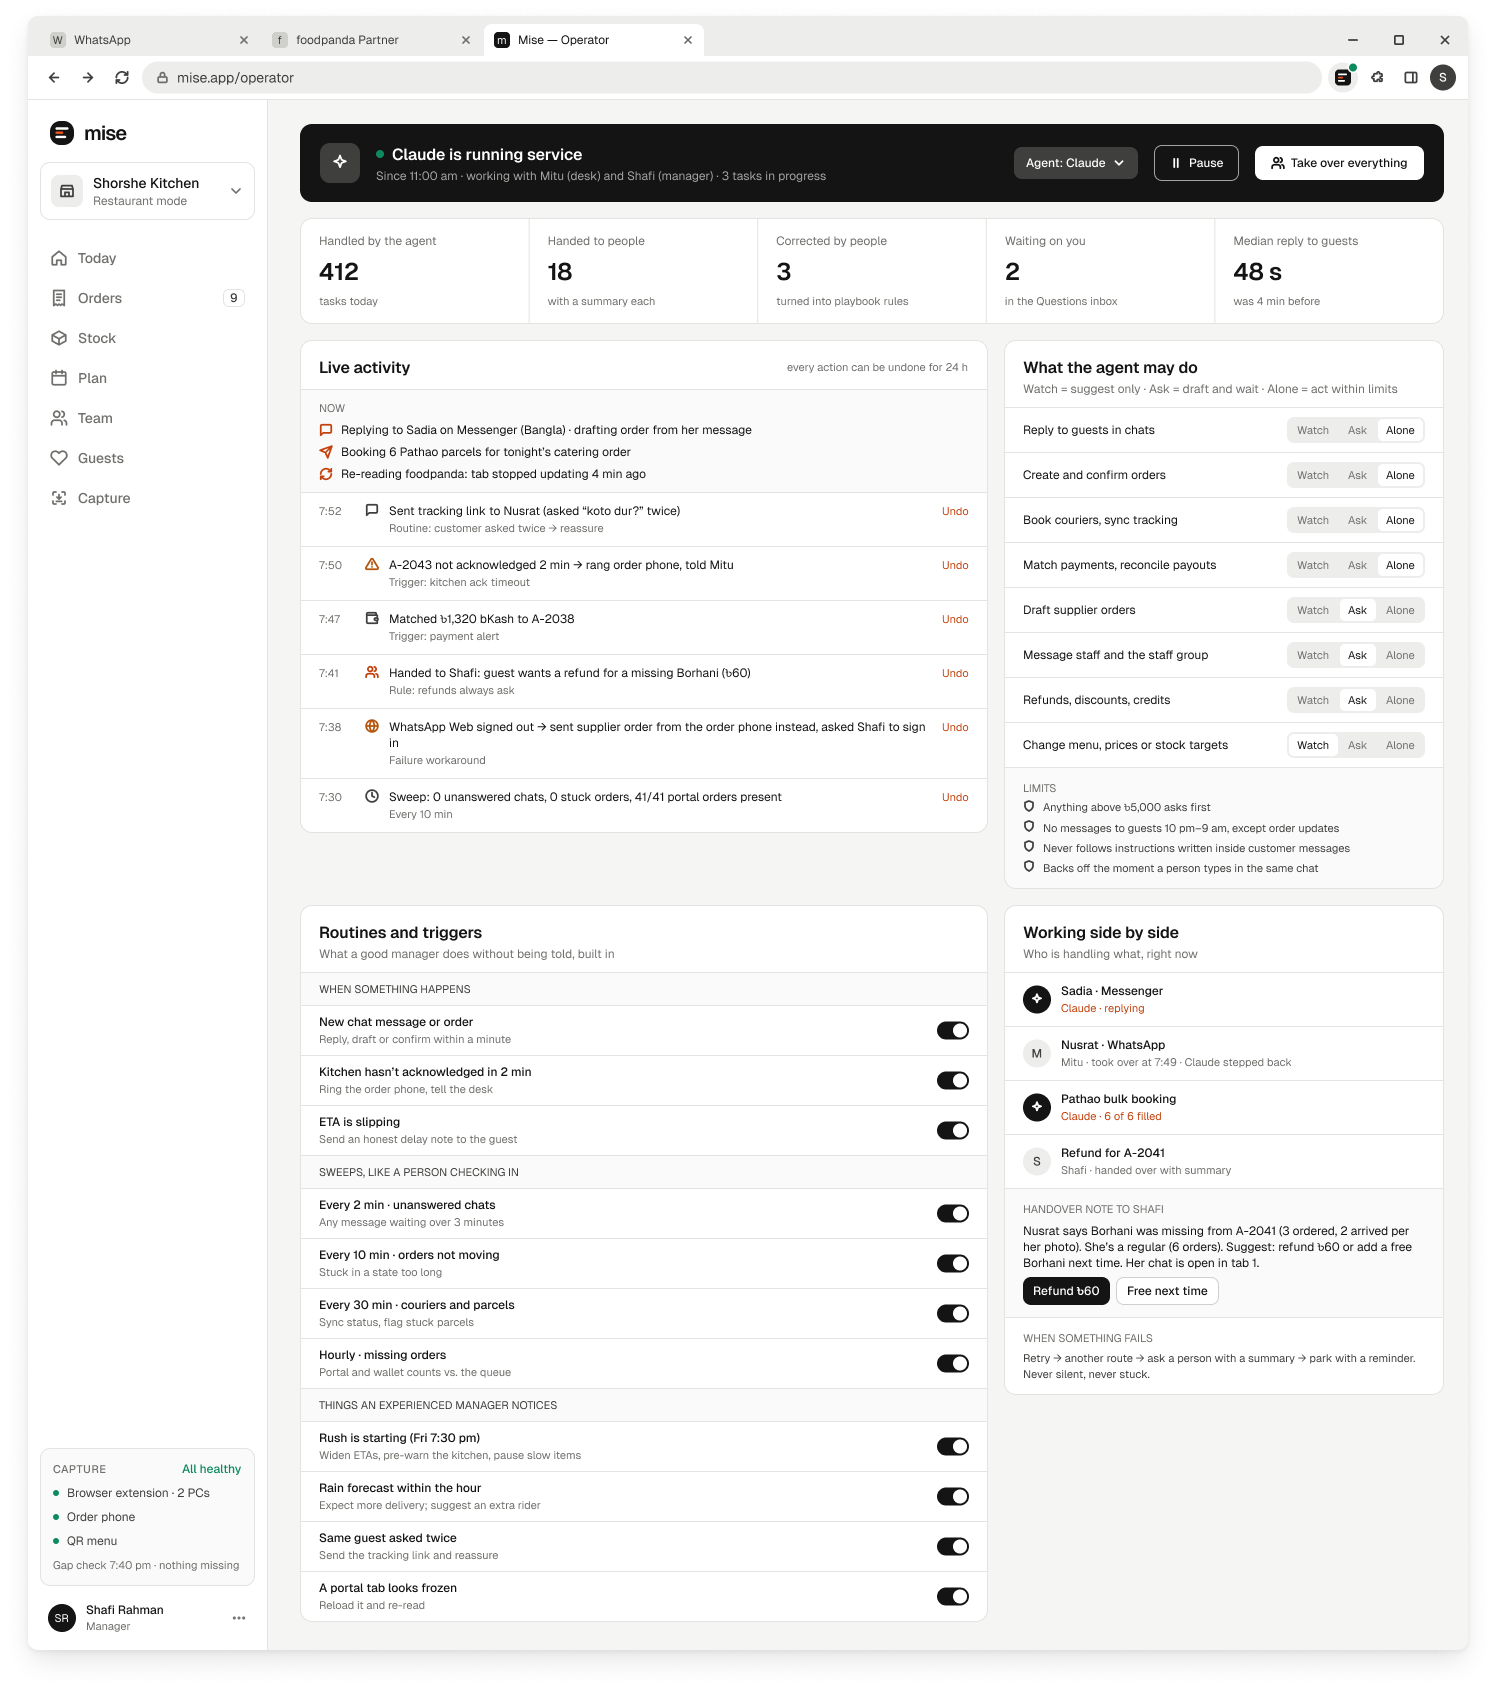 W WhatsApp
f foodpanda Partner
m Mise — Operator
mise.app/operator
S
mise
Shorshe Kitchen
Restaurant mode
Today
Orders 9
Stock
Plan
Team
Guests
Capture
CAPTURE All healthy
Browser extension · 2 PCs
Order phone
QR menu
Gap check 7:40 pm · nothing missing
SR
Shafi Rahman
Manager
Claude is running service
Since 11:00 am · working with Mitu (desk) and Shafi (manager) · 3 tasks in progress
Agent: Claude
Pause
Take over everything
Handled by the agent
412
tasks today
Handed to people
18
with a summary each
Corrected by people
3
turned into playbook rules
Waiting on you
2
in the Questions inbox
Median reply to guests
48 s
was 4 min before
Live activity
every action can be undone for 24 h
NOW
Replying to Sadia on Messenger (Bangla) · drafting order from her message
Booking 6 Pathao parcels for tonight's catering order
Re-reading foodpanda: tab stopped updating 4 min ago
7:52 Sent tracking link to Nusrat (asked “koto dur?” twice) Undo
Routine: customer asked twice → reassure
7:50 A-2043 not acknowledged 2 min → rang order phone, told Mitu Undo
Trigger: kitchen ack timeout
7:47 Matched ৳1,320 bKash to A-2038 Undo
Trigger: payment alert
7:41 Handed to Shafi: guest wants a refund for a missing Borhani (৳60) Undo
Rule: refunds always ask
7:38 WhatsApp Web signed out → sent supplier order from the order phone instead, asked Shafi to sign Undo
in
Failure workaround
7:30 Sweep: 0 unanswered chats, 0 stuck orders, 41/41 portal orders present Undo
Every 10 min
What the agent may do
Watch = suggest only · Ask = draft and wait · Alone = act within limits
Reply to guests in chats Watch Ask Alone
Create and confirm orders Watch Ask Alone
Book couriers, sync tracking Watch Ask Alone
Match payments, reconcile payouts Watch Ask Alone
Draft supplier orders Watch Ask Alone
Message staff and the staff group Watch Ask Alone
Refunds, discounts, credits Watch Ask Alone
Change menu, prices or stock targets Watch Ask Alone
LIMITS
Anything above ৳5,000 asks first
No messages to guests 10 pm–9 am, except order updates
Never follows instructions written inside customer messages
Backs off the moment a person types in the same chat
Routines and triggers
What a good manager does without being told, built in
WHEN SOMETHING HAPPENS
New chat message or order
Reply, draft or confirm within a minute
Kitchen hasn't acknowledged in 2 min
Ring the order phone, tell the desk
ETA is slipping
Send an honest delay note to the guest
SWEEPS, LIKE A PERSON CHECKING IN
Every 2 min · unanswered chats
Any message waiting over 3 minutes
Every 10 min · orders not moving
Stuck in a state too long
Every 30 min · couriers and parcels
Sync status, flag stuck parcels
Hourly · missing orders
Portal and wallet counts vs. the queue
THINGS AN EXPERIENCED MANAGER NOTICES
Rush is starting (Fri 7:30 pm)
Widen ETAs, pre-warn the kitchen, pause slow items
Rain forecast within the hour
Expect more delivery; suggest an extra rider
Same guest asked twice
Send the tracking link and reassure
A portal tab looks frozen
Reload it and re-read
Working side by side
Who is handling what, right now
Sadia · Messenger
Claude · replying
M
Nusrat · WhatsApp
Mitu · took over at 7:49 · Claude stepped back
Pathao bulk booking
Claude · 6 of 6 filled
S
Refund for A-2041
Shafi · handed over with summary
HANDOVER NOTE TO SHAFI
Nusrat says Borhani was missing from A-2041 (3 ordered, 2 arrived per
her photo). She's a regular (6 orders). Suggest: refund ৳60 or add a free
Borhani next time. Her chat is open in tab 1.
Refund ৳60
Free next time
WHEN SOMETHING FAILS
Retry → another route → ask a person with a summary → park with a reminder.
Never silent, never stuck.